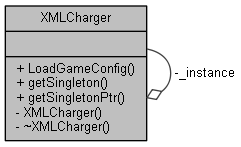 XMLCharger
+ LoadGameConfig()
+ getSingleton()
+ getSingletonPtr()
- XMLCharger()
- ~XMLCharger()
-_instance